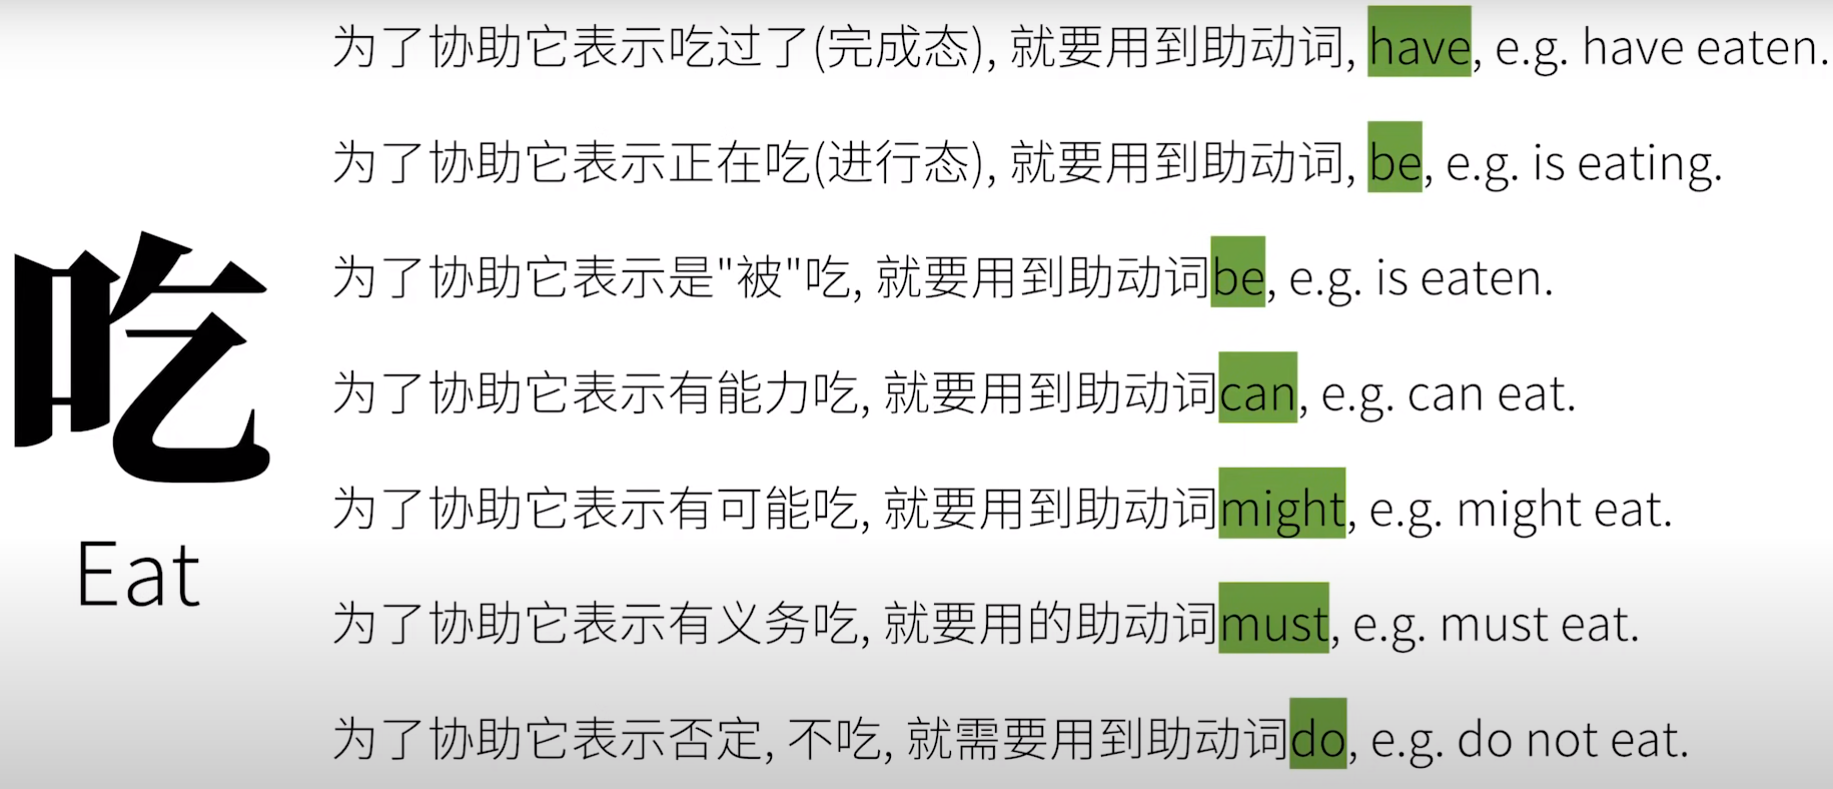 为了协助它表示吃过了(完成态), 就要用到助动词, have, e.g. have eaten.
为了协助它表示正在吃(进行态), 就要用到助动词, be, e.g. is eating.
为了协助它表示是"被"吃, 就要用到助动词be, e.g. is eaten.
为了协助它表示有能力吃, 就要用到助动词can, e.g. can eat.
为了协助它表示有可能吃, 就要用到助动词might, e.g. might eat.
为了协助它表示有义务吃, 就要用的助动词must, e.g. must eat.
为了协助它表示否定, 不吃, 就需要用到助动词do, e.g. do not eat.
吃
Eat